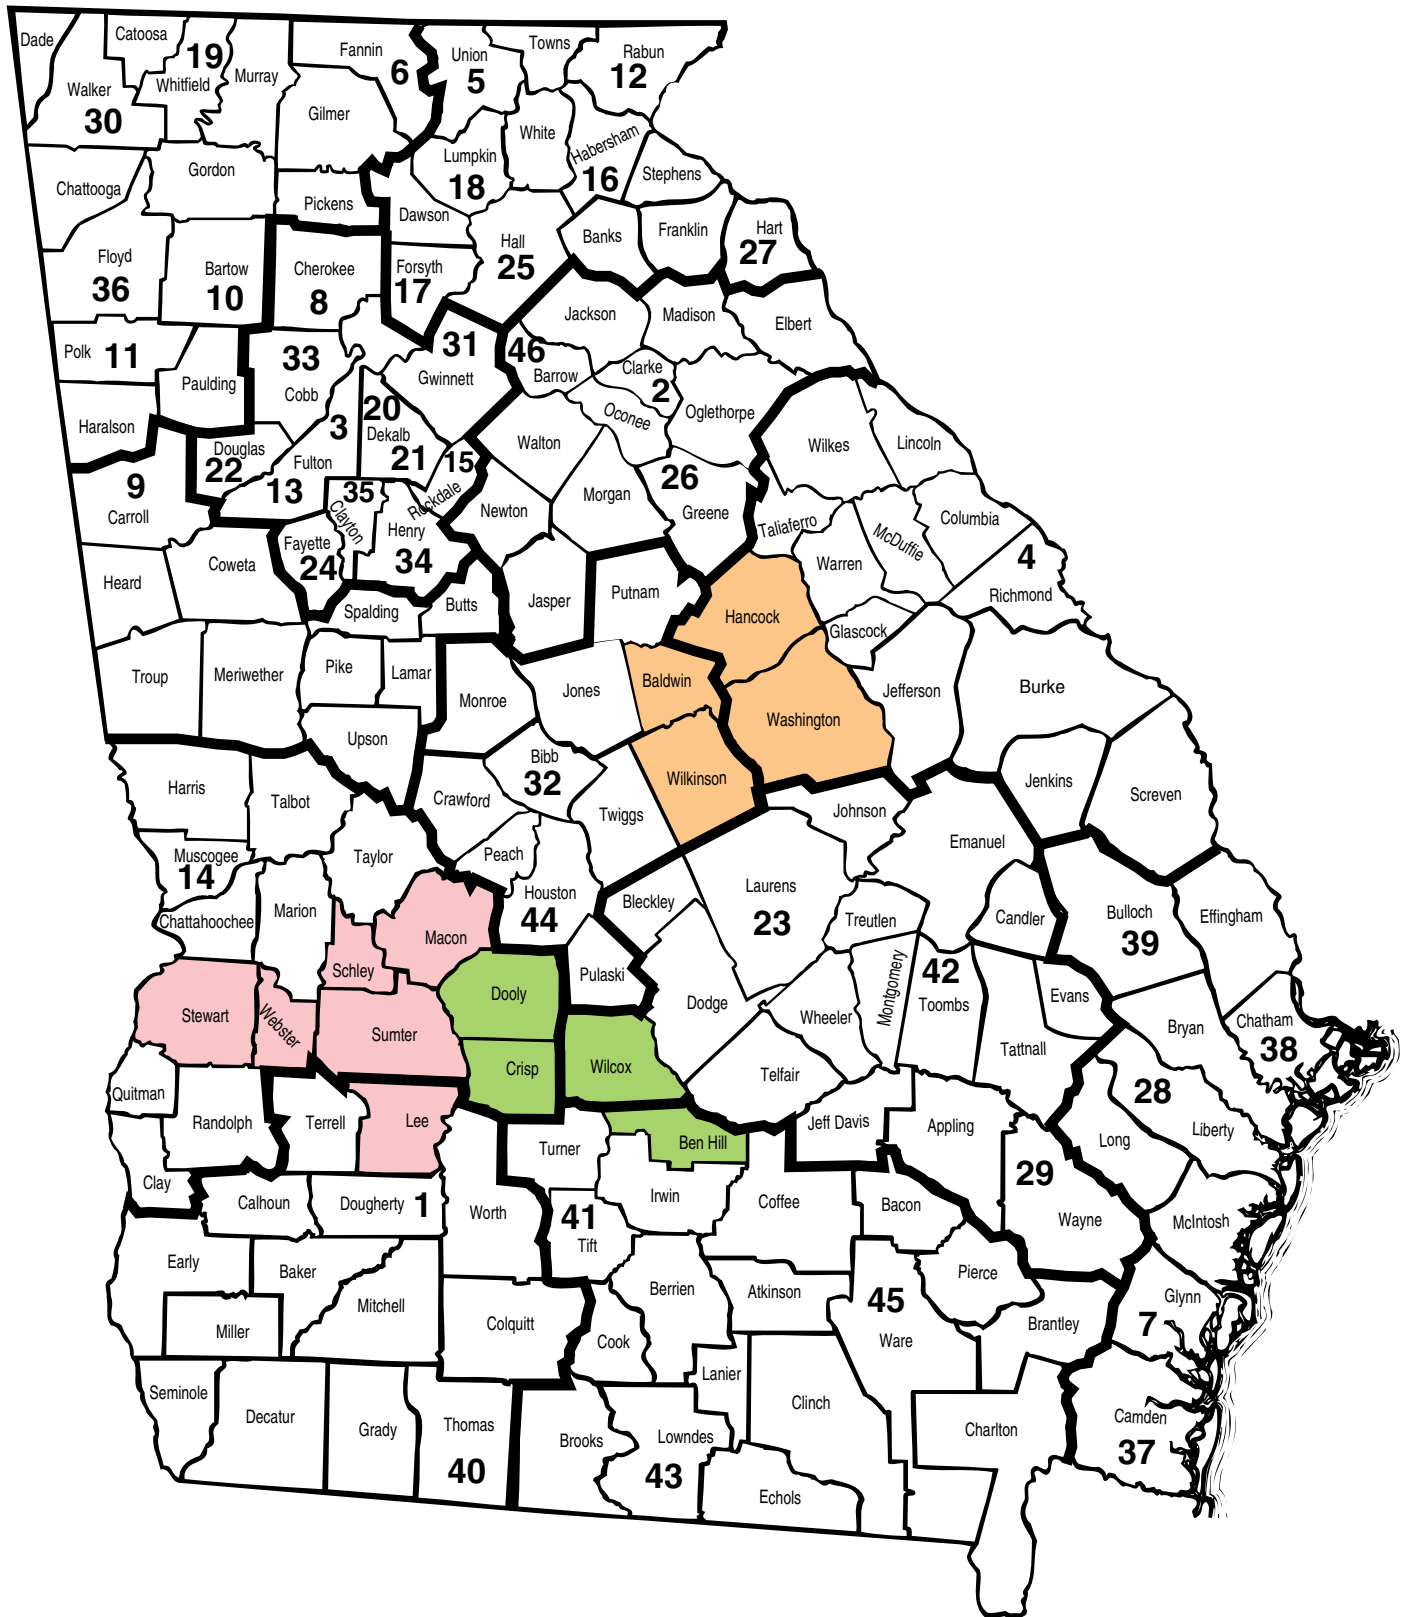 Dade
Catoosa
19
Whitfield
Murray
Fannin
6
Union
5
Towns
Rabun
12
Walker
30
Gilmer
White
Habersham
16
Lumpkin
18
Stephens
Chattooga
Gordon
Pickens
Dawson
Hall
25
Banks
Franklin
Hart
27
Floyd
36
Bartow
10
Cherokee
8
Forsyth
17
Jackson
Madison
Elbert
Polk
11
Paulding
33
Cobb
31
Gwinnett
46
Barrow
Clarke
2
Oconee
Oglethorpe
Haralson
3
20
Dekalb
21
Douglas
22
Fulton
13
15
Rockdale
Walton
Wilkes
Lincoln
9
Carroll
35
Clayton
Henry
34
Newton
Morgan
26
Greene
Taliaferro
McDuffie
Columbia
Warren
4
Richmond
Fayette
24
Coweta
Heard
Spalding
Butts
Jasper
Putnam
Hancock
Glascock
Troup
Meriwether
Pike
Lamar
Monroe
Jones
Baldwin
Washington
Jefferson
Burke
Upson
Bibb
32
Wilkinson
Jenkins
Screven
Harris
Talbot
Crawford
Twiggs
Johnson
Emanuel
Muscogee
14
Taylor
Peach
Houston
44
Bleckley
Laurens
23
Treutlen
Candler
Bulloch
39
Effingham
Chattahoochee
Marion
Macon
Schley
Dooly
Pulaski
Dodge
Wheeler
Montgomery
42
Toombs
Evans
Tattnall
Bryan
Chatham
38
Stewart
Webster
Sumter
Crisp
Wilcox
Telfair
28
Liberty
Long
Quitman
Randolph
Terrell
Lee
Turner
Ben Hill
Jeff Davis
Appling
29
Wayne
Clay
Calhoun
Dougherty
1
Worth
41
Tift
Irwin
Coffee
Bacon
McIntosh
Early
Baker
Mitchell
Miller
Colquitt
Berrien
Cook
Atkinson
Pierce
45
Ware
Brantley
Glynn
7
Seminole
Decatur
Grady
Thomas
40
Brooks
Lanier
Lowndes
43
Clinch
Echols
Charlton
Camden
37